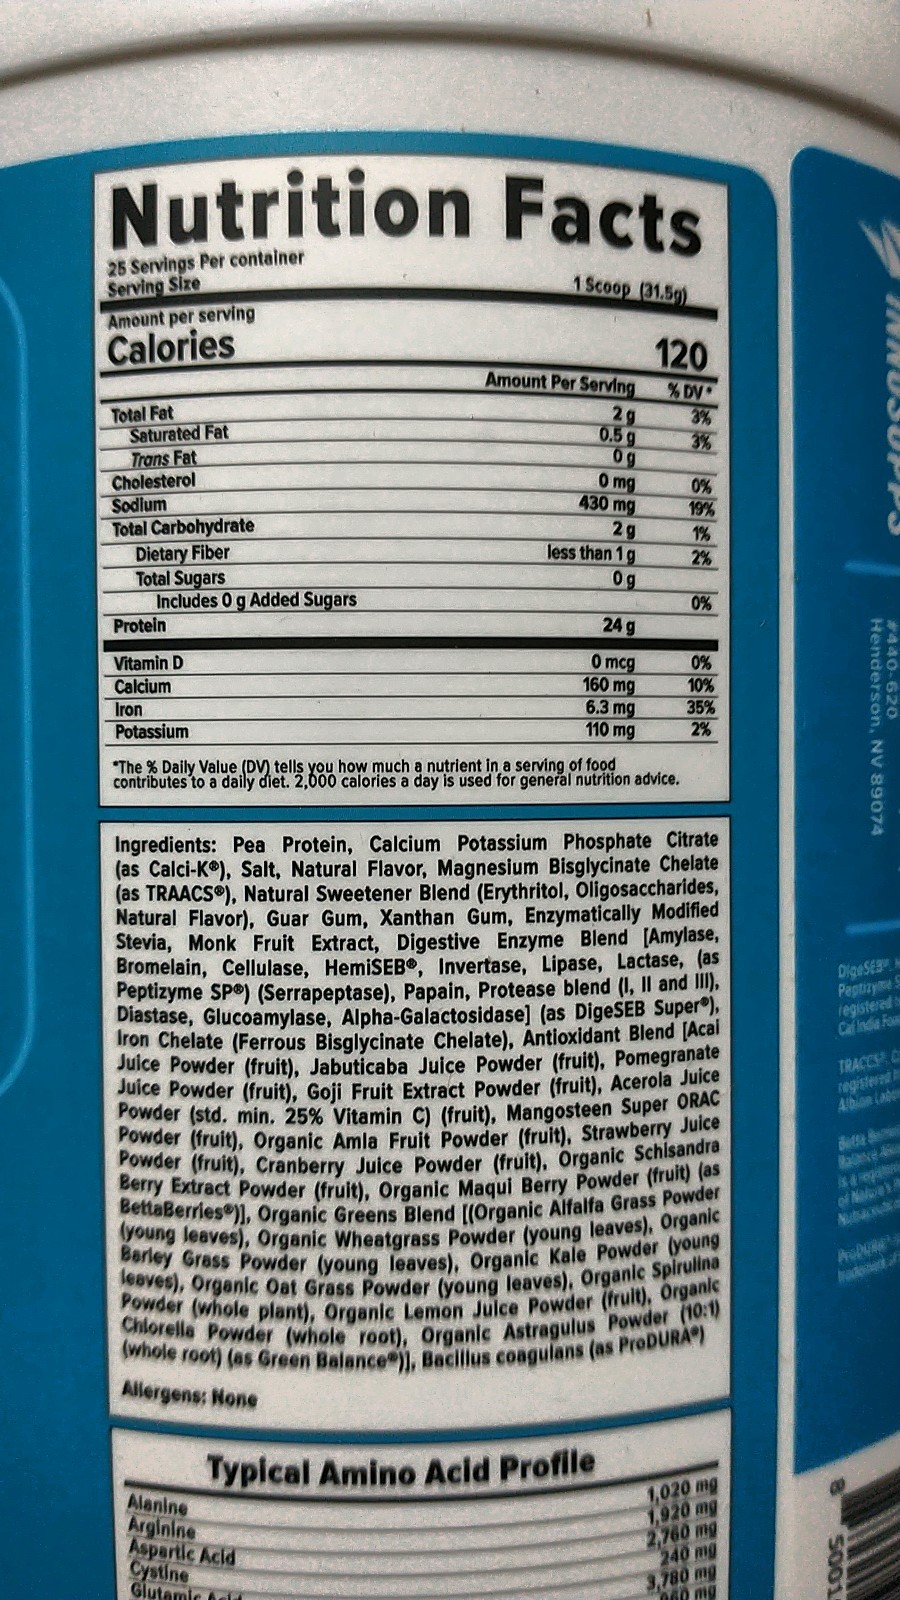 Nutrition Facts
25 Servings Per container
Serving Size 1 Scoop (31.5g)
Amount per serving
Calories 120
Amount Per Serving % DV*
Total Fat 2 g 3%
Saturated Fat 0.5 g 3%
Trans Fat 0 g
Cholesterol 0 mg 0%
Sodium 430 mg 19%
Total Carbohydrate 2 g 1%
Dietary Fiber less than 1 g 2%
Total Sugars 0 g
Includes 0 g Added Sugars 0%
Protein 24 g
Vitamin D 0 mcg 0%
Calcium 160 mg 10%
Iron 6.3 mg 35%
Potassium 110 mg 2%
*The % Daily Value (DV) tells you how much a nutrient in a serving of food
contributes to a daily diet. 2,000 calories a day is used for general nutrition advice.
Ingredients: Pea Protein, Calcium Potassium Phosphate Citrate
(as Calci-K®), Salt, Natural Flavor, Magnesium Bisglycinate Chelate
(as TRAACS®), Natural Sweetener Blend (Erythritol, Oligosaccharides,
Natural Flavor), Guar Gum, Xanthan Gum, Enzymatically Modified
Stevia, Monk Fruit Extract, Digestive Enzyme Blend [Amylase,
Bromelain, Cellulase, HemiSEB®, Invertase, Lipase, Lactase, (as
Peptizyme SP®) (Serrapeptase), Papain, Protease blend (I, II and III),
Diastase, Glucoamylase, Alpha-Galactosidase] (as DigeSEB Super®),
Iron Chelate (Ferrous Bisglycinate Chelate), Antioxidant Blend [Acai
Juice Powder (fruit), Jabuticaba Juice Powder (fruit), Pomegranate
Juice Powder (fruit), Goji Fruit Extract Powder (fruit), Acerola Juice
Powder (std. min. 25% Vitamin C) (fruit), Mangosteen Super ORAC
Powder (fruit), Organic Amla Fruit Powder (fruit), Strawberry Juice
Powder (fruit), Cranberry Juice Powder (fruit), Organic Schisandra
Berry Extract Powder (fruit), Organic Maqui Berry Powder (fruit) (as
BettaBerries®)], Organic Greens Blend [(Organic Alfalfa Grass Powder
(young leaves), Organic Wheatgrass Powder (young leaves), Organic
Barley Grass Powder (young leaves), Organic Kale Powder (young
leaves), Organic Oat Grass Powder (young leaves), Organic Spirulina
Powder (whole plant), Organic Lemon Juice Powder (fruit), Organic
Chlorella Powder (whole root), Organic Astragulus Powder (10:1)
(whole root) (as Green Balance®)], Bacillus coagulans (as ProDURA®)
Allergens: None
Typical Amino Acid Profile
Alanine 1,020 mg
Arginine 1,920 mg
Aspartic Acid 2,760 mg
Cystine 240 mg
Glutamic 3,780 mg
INNOSUPPS
#440-620
Henderson, NV 89074
DigeSEB®
Peptizyme
registered
Cal India
TRACCS®
registered
Albion
ProDURA®
8 5001